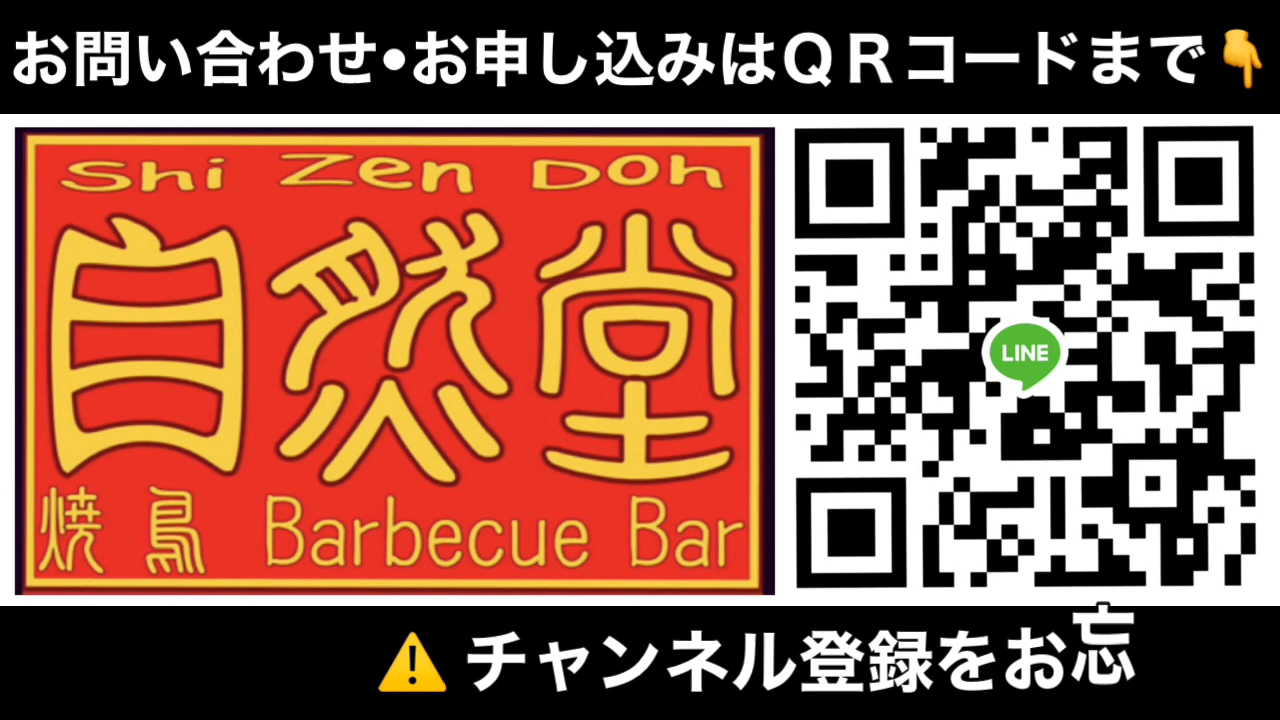 お問い合わせ•お申し込みはＱＲコードまで👇
Shi Zen Doh
自然堂
焼鳥 Barbecue Bar
LINE
⚠️ チャンネル登録をお忘